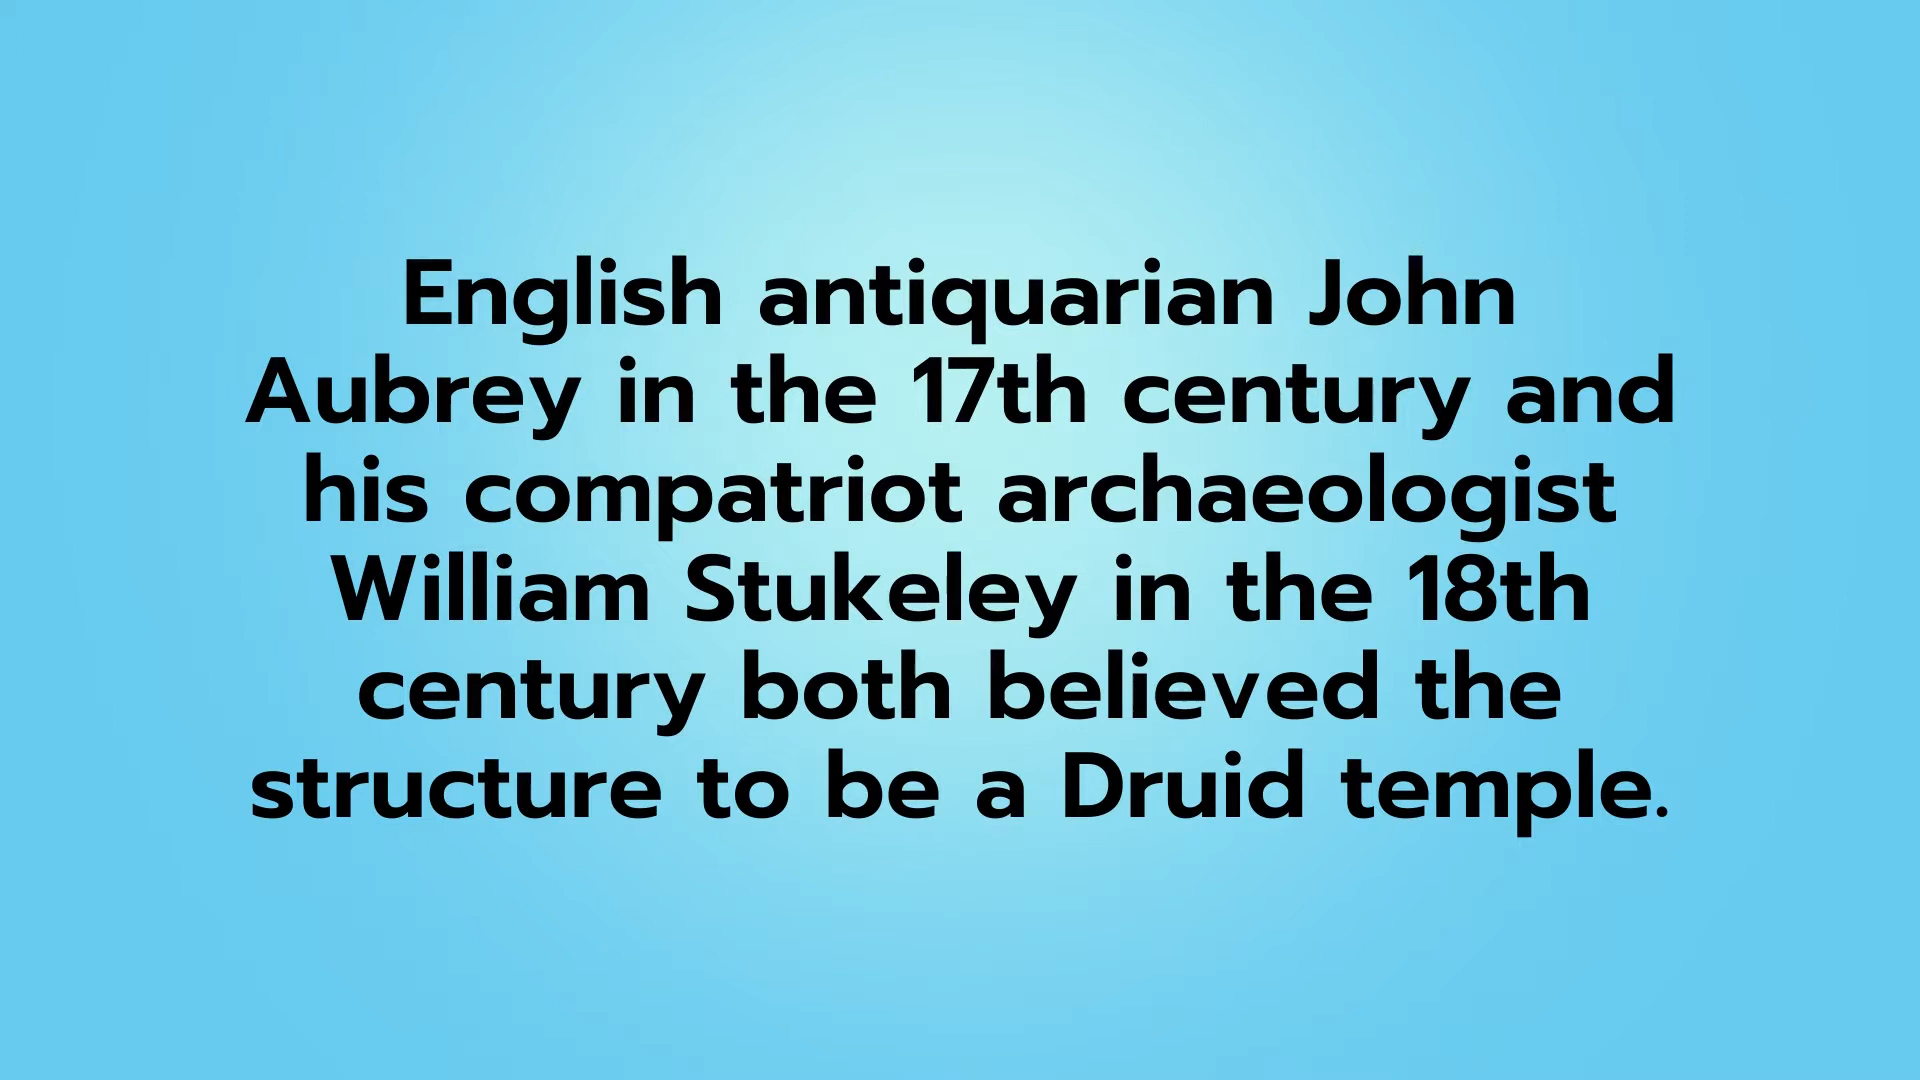 English antiquarian John
Aubrey in the 17th century and
his compatriot archaeologist
William Stukeley in the 18th
century both believed the
structure to be a Druid temple.